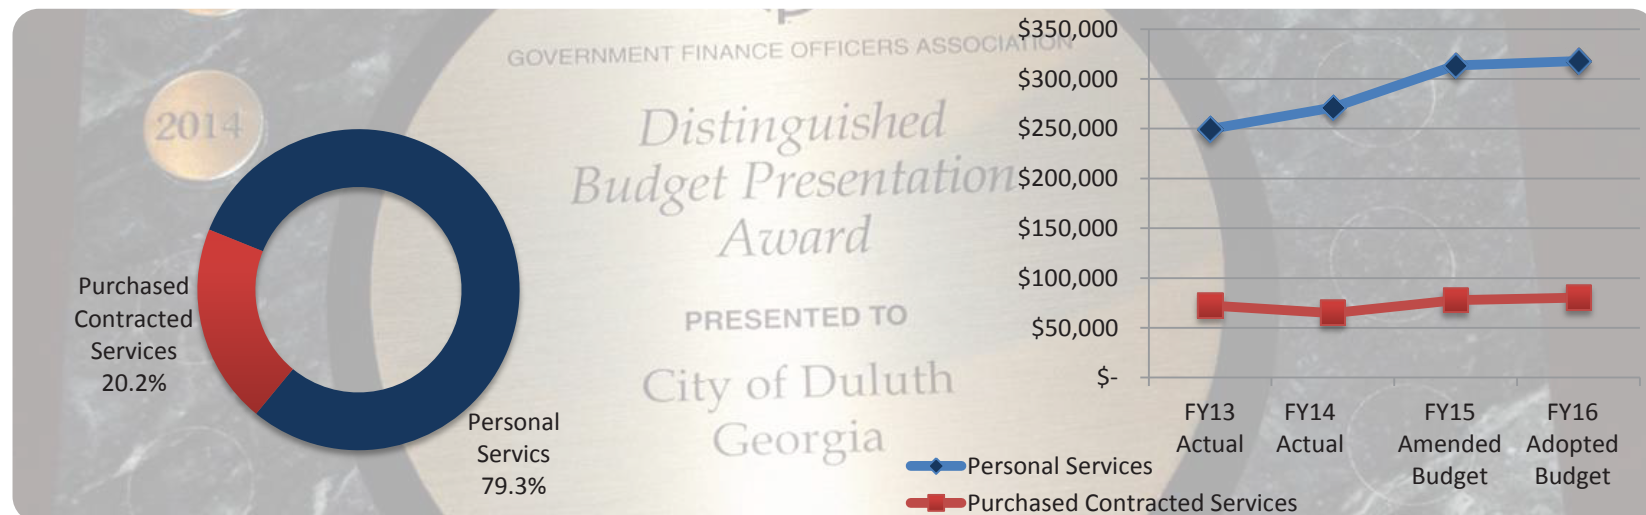 GOVERNMENT FINANCE OFFICERS ASSOCIATION
2014
Distinguished
Budget Presentation
Award
PRESENTED TO
City of Duluth
Georgia
Purchased
Contracted
Services
20.2%
Personal
Servics
79.3%
$350,000
$300,000
$250,000
$200,000
$150,000
$100,000
$50,000
$-
FY13
Actual
FY14
Actual
FY15
Amended
Budget
FY16
Adopted
Budget
Personal Services
Purchased Contracted Services